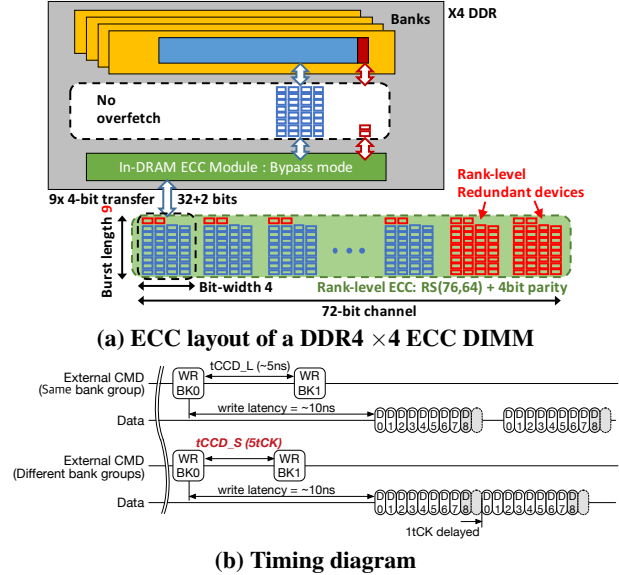 X4 DDR
Banks
No
overfetch
In-DRAM ECC Module : Bypass mode
9x 4-bit transfer
32+2 bits
Rank-level
Redundant devices
Burst length 9
Bit-width 4
Rank-level ECC: RS(76,64) + 4bit parity
72-bit channel
(a) ECC layout of a DDR4 ×4 ECC DIMM
External CMD
(Same bank group)
WR
BK0
tCCD_L (~5ns)
WR
BK1
write latency = ~10ns
Data
D0 D1 D2 D3 D4 D5 D6 D7 D8
D0 D1 D2 D3 D4 D5 D6 D7 D8
External CMD
(Different bank groups)
WR
BK0
tCCD_S (5tCK)
WR
BK1
write latency = ~10ns
Data
D0 D1 D2 D3 D4 D5 D6 D7 D8
D0 D1 D2 D3 D4 D5 D6 D7 D8
1tCK delayed
(b) Timing diagram